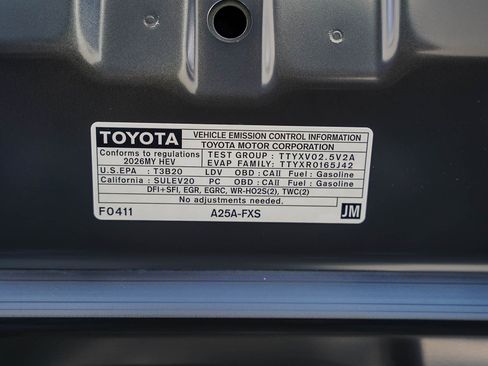 TOYOTA VEHICLE EMISSION CONTROL INFORMATION
TOYOTA MOTOR CORPORATION
Conforms to regulations TEST GROUP : TTYXV02.5V2A
2026MY HEV EVAP FAMILY: TTYXR0165J42
U.S.EPA : T3B20 LDV OBD : CAII Fuel : Gasoline
California : SULEV20 PC OBD : CAII Fuel : Gasoline
DFI+SFI, EGR, EGRC, WR-HO2S(2), TWC(2)
No adjustments needed.
F0411 A25A-FXS JM